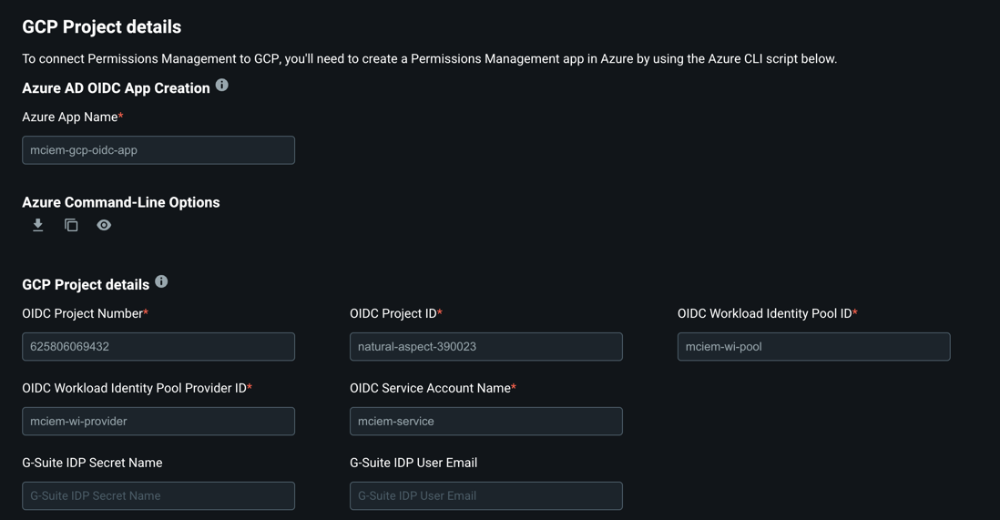 GCP Project details
To connect Permissions Management to GCP, you'll need to create a Permissions Management app in Azure by using the Azure CLI script below.
Azure AD OIDC App Creation
Azure App Name*
mciem-gcp-oidc-app
Azure Command-Line Options
GCP Project details
OIDC Project Number*
OIDC Project ID*
OIDC Workload Identity Pool ID*
625806069432
natural-aspect-390023
mciem-wi-pool
OIDC Workload Identity Pool Provider ID*
OIDC Service Account Name*
mciem-wi-provider
mciem-service
G-Suite IDP Secret Name
G-Suite IDP User Email
G-Suite IDP Secret Name
G-Suite IDP User Email